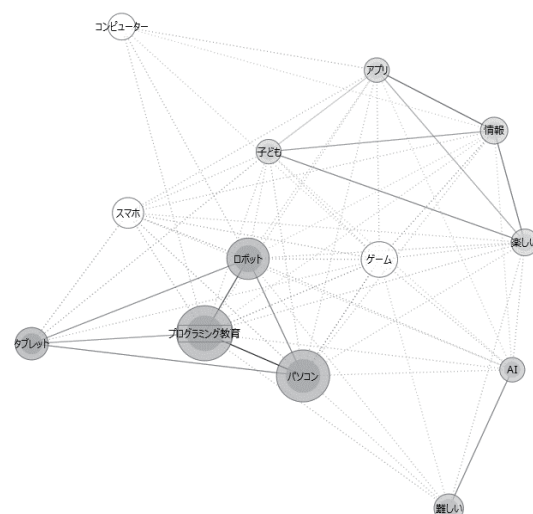 コンピューター
アプリ
情報
子ども
スマホ
楽しい
ロボット
ゲーム
プログラミング教育
タブレット
パソコン
AI
難しい